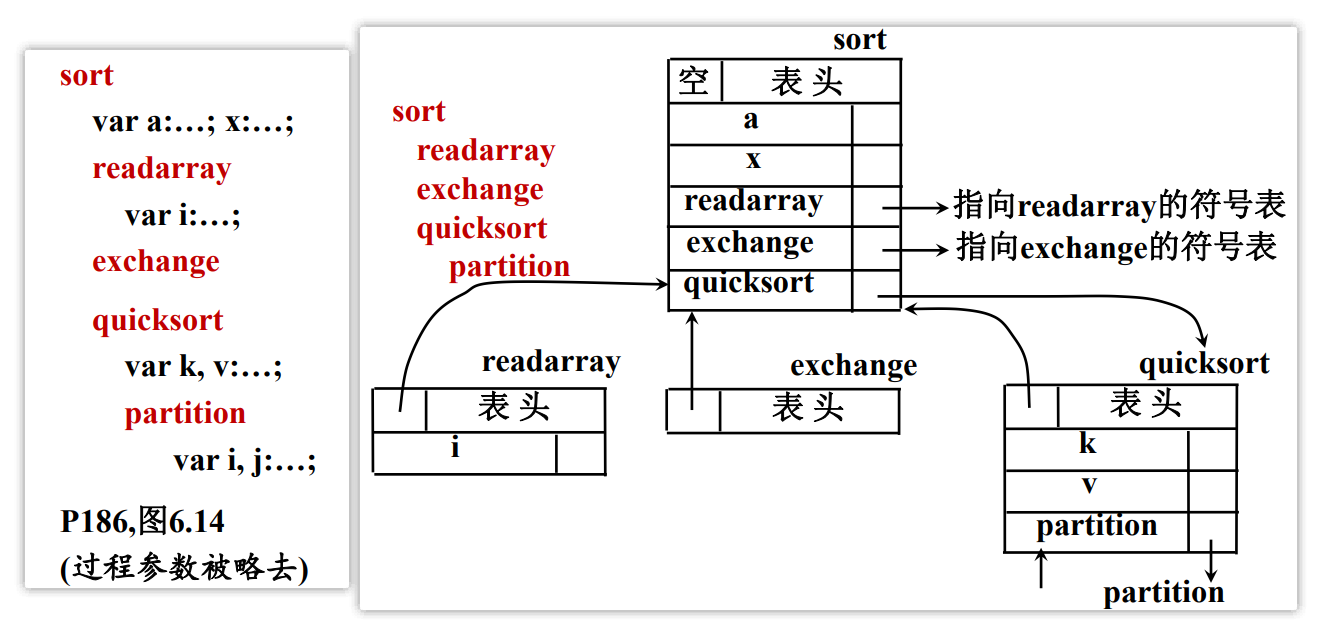 sort
var a:…; x:…;
readarray
var i:…;
exchange
quicksort
var k, v:…;
partition
var i, j:…;
P186,图6.14
(过程参数被略去)
sort
readarray
exchange
quicksort
partition
sort
空 表 头
a
x
readarray 指向readarray的符号表
exchange 指向exchange的符号表
quicksort
readarray
表 头
i
exchange
表 头
quicksort
表 头
k
v
partition
partition